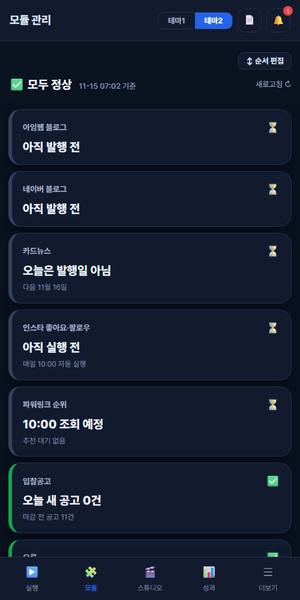 모듈 관리
테마1 테마2
1
순서 편집
모두 정상 11-15 07:02 기준
새로고침
아임웹 블로그
아직 발행 전
네이버 블로그
아직 발행 전
카드뉴스
오늘은 발행일 아님
다음 11월 16일
인스타 좋아요·팔로우
아직 실행 전
매일 10:00 자동 실행
파워링크 순위
10:00 조회 예정
추천 대기 없음
입찰공고
오늘 새 공고 0건
마감 전 공고 11건
실행 모듈 스튜디오 성과 더보기